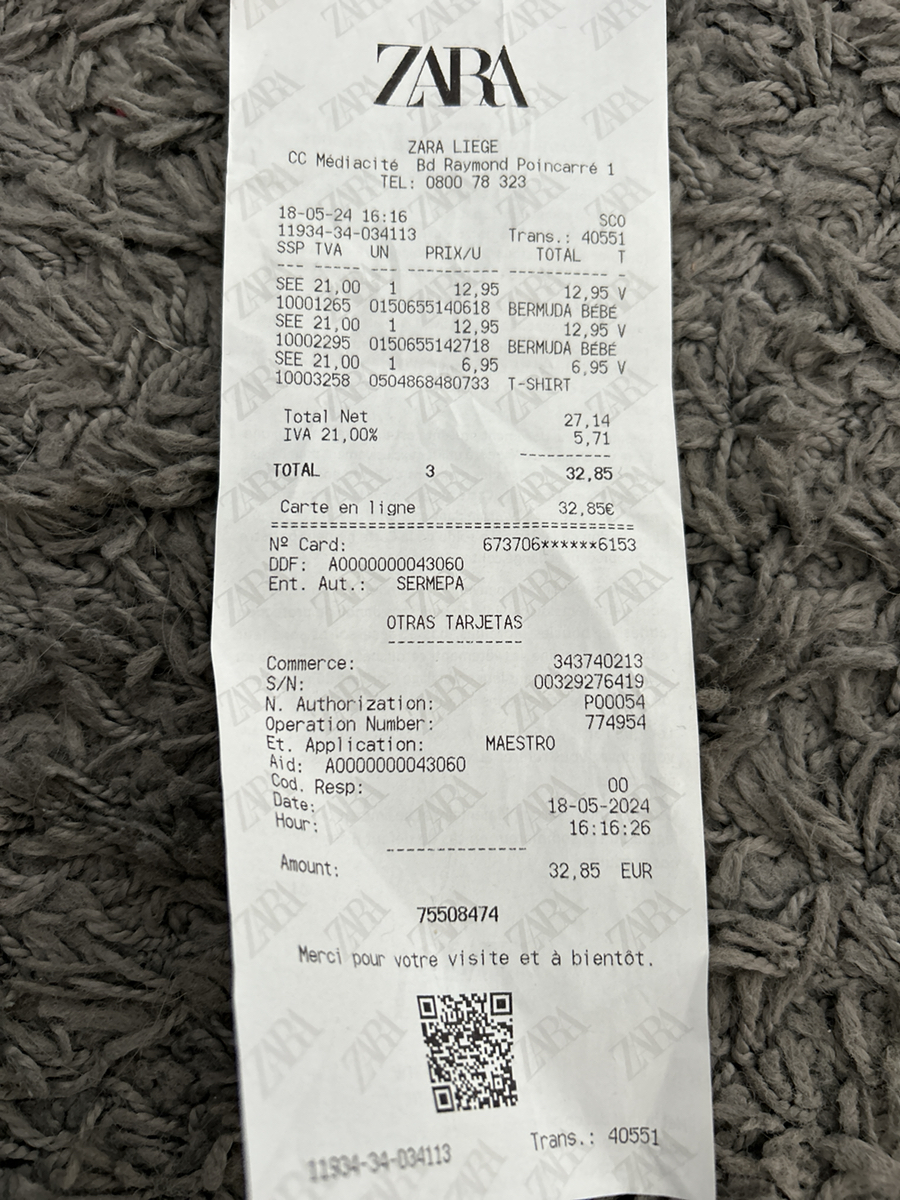 ZARA
ZARA LIEGE
CC Médiacité Bd Raymond Poincarré 1
TEL: 0800 78 323
18-05-24 16:16 SCO
11934-34-034113 Trans.: 40551
SSP TVA UN PRIX/U TOTAL T
SEE 21,00 1 12,95 12,95 V
10001265 0150655140618 BERMUDA BÉBÉ
SEE 21,00 1 12,95 12,95 V
10002295 0150655142718 BERMUDA BÉBÉ
SEE 21,00 1 6,95 6,95 V
10003258 0504868480733 T-SHIRT
Total Net 27,14
IVA 21,00% 5,71
TOTAL 3 32,85
Carte en ligne 32,85€
Nº Card: 673706******6153
DDF: A0000000043060
Ent. Aut.: SERMEPA
OTRAS TARJETAS
Commerce: 343740213
S/N: 00329276419
N. Authorization: P00054
Operation Number: 774954
Et. Application: MAESTRO
Aid: A0000000043060
Cod. Resp: 00
Date: 18-05-2024
Hour: 16:16:26
Amount: 32,85 EUR
75508474
Merci pour votre visite et à bientôt.
11934-34-034113 Trans.: 40551